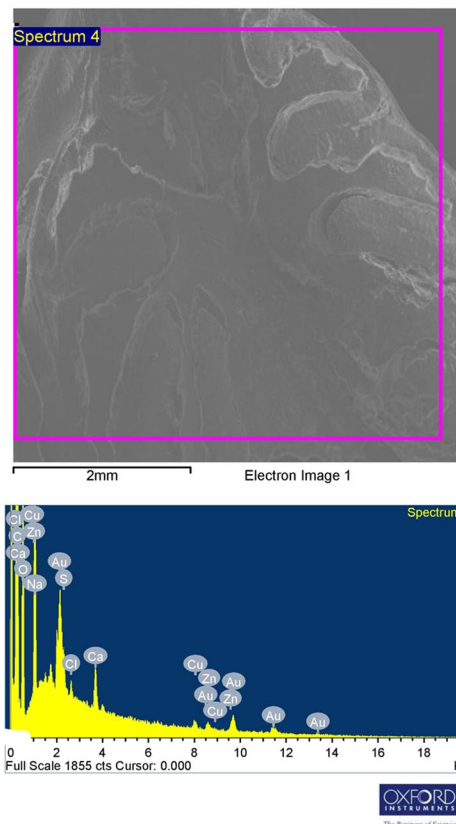 Spectrum 4
2mm
Electron Image 1
Spectrum
Cl
Cu
C
Zn
Ca
O
Na
Au
S
Cl
Ca
Cu
Zn
Au
Au
Zn
Cu
Au
Au
0 2 4 6 8 10 12 14 16 18
Full Scale 1855 cts Cursor: 0.000
OXFORD
INSTRUMENTS